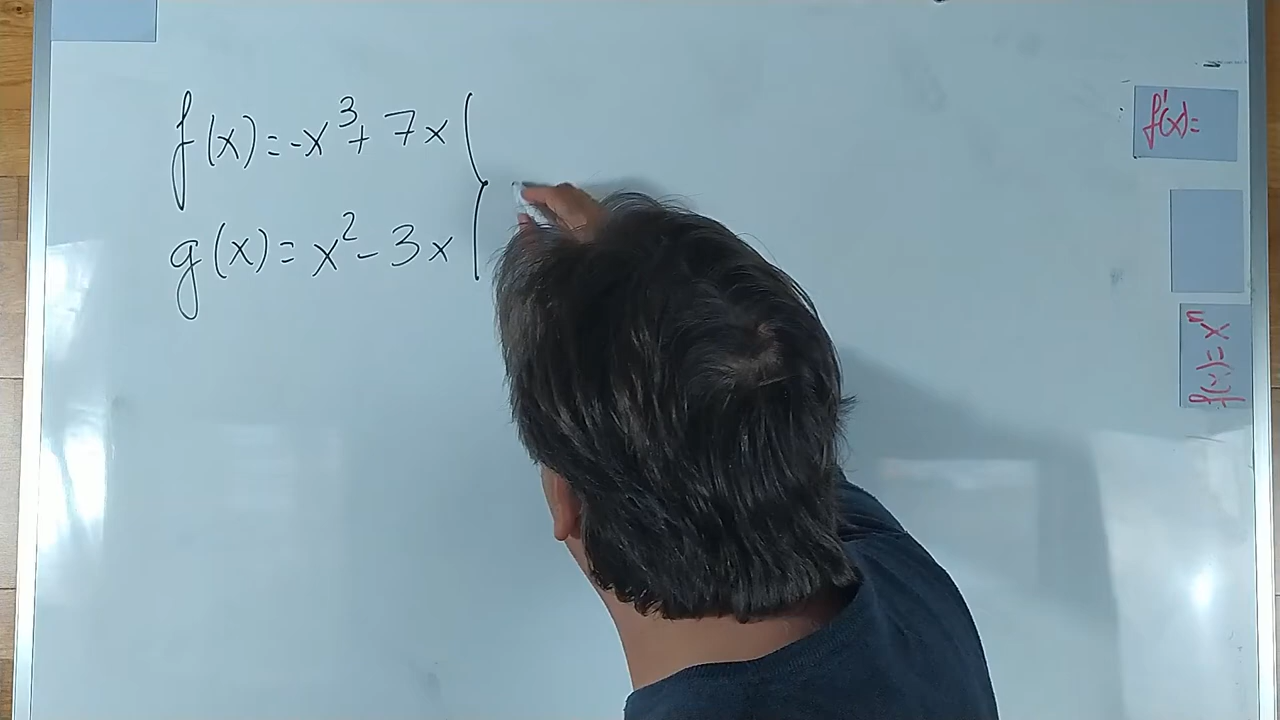 f(x)=-x³+7x
g(x)=x²-3x
f'(x)=
f(-)=xⁿ